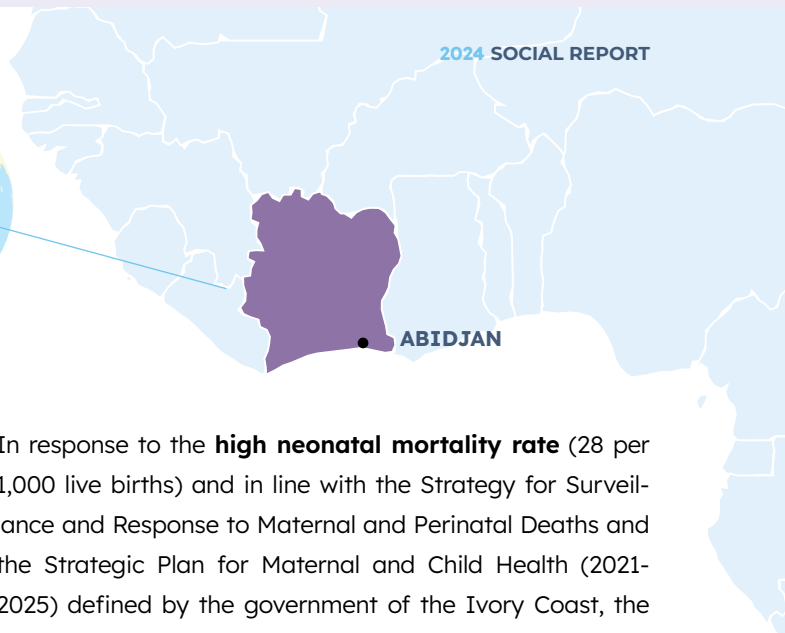 2024 SOCIAL REPORT
ABIDJAN
In response to the high neonatal mortality rate (28 per
1,000 live births) and in line with the Strategy for Surveil-
lance and Response to Maternal and Perinatal Deaths and
the Strategic Plan for Maternal and Child Health (2021-
2025) defined by the government of the Ivory Coast, the